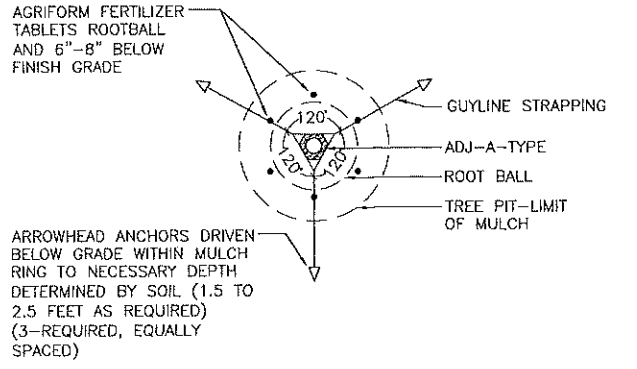 AGRIFORM FERTILIZER
TABLETS ROOTBALL
AND 6"-8" BELOW
FINISH GRADE
120°
120°
120°
GUYLINE STRAPPING
ADJ-A-TYPE
ROOT BALL
TREE PIT-LIMIT
OF MULCH
ARROWHEAD ANCHORS DRIVEN
BELOW GRADE WITHIN MULCH
RING TO NECESSARY DEPTH
DETERMINED BY SOIL (1.5 TO
2.5 FEET AS REQUIRED)
(3-REQUIRED, EQUALLY
SPACED)